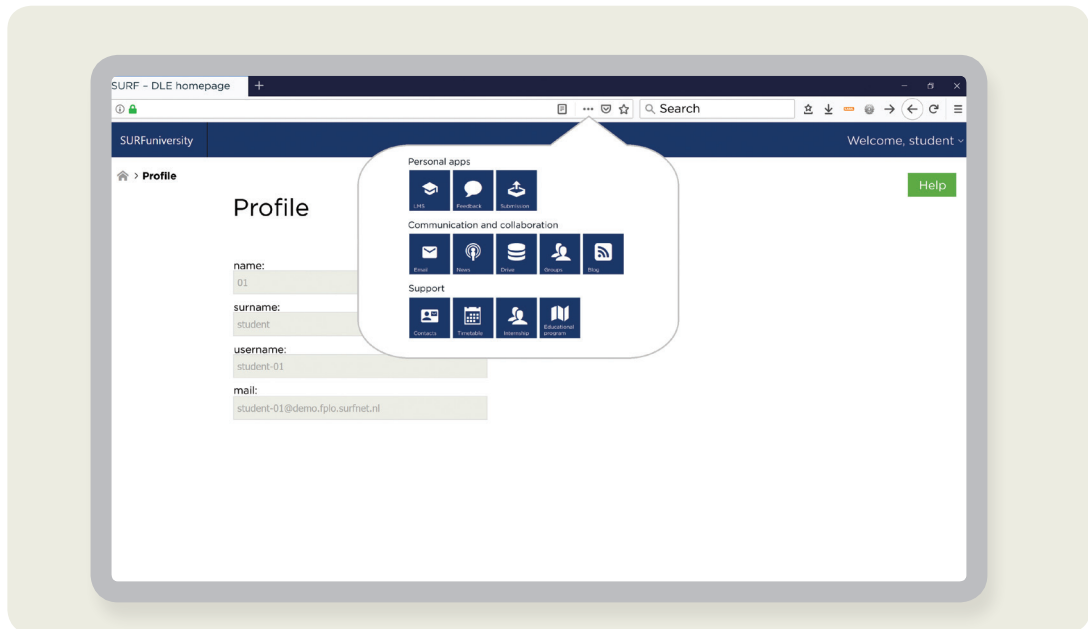 SURF – DLE homepage
Search
SURFuniversity
Welcome, student
> Profile
Help
Profile
name:
01
surname:
student
username:
student-01
mail:
student-01@demo.fplo.surfnet.nl
Personal apps
LMS Feedback Submission
Communication and collaboration
Email News Drive Groups Blog
Support
Contacts Timetable Internship Educational program